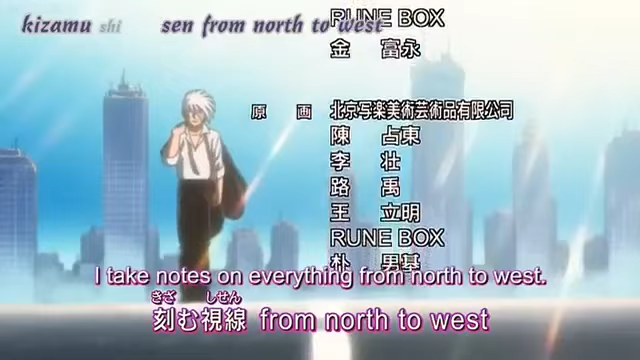 RUNE BOX
kizamu shi sen from north to west
金 富永
原 画 北京写楽美術芸術品有限公司
陳 占東
李 壮
路 禹
王 立明
RUNE BOX
朴 男基
I take notes on everything from north to west.
きざ しせん
刻む視線 from north to west